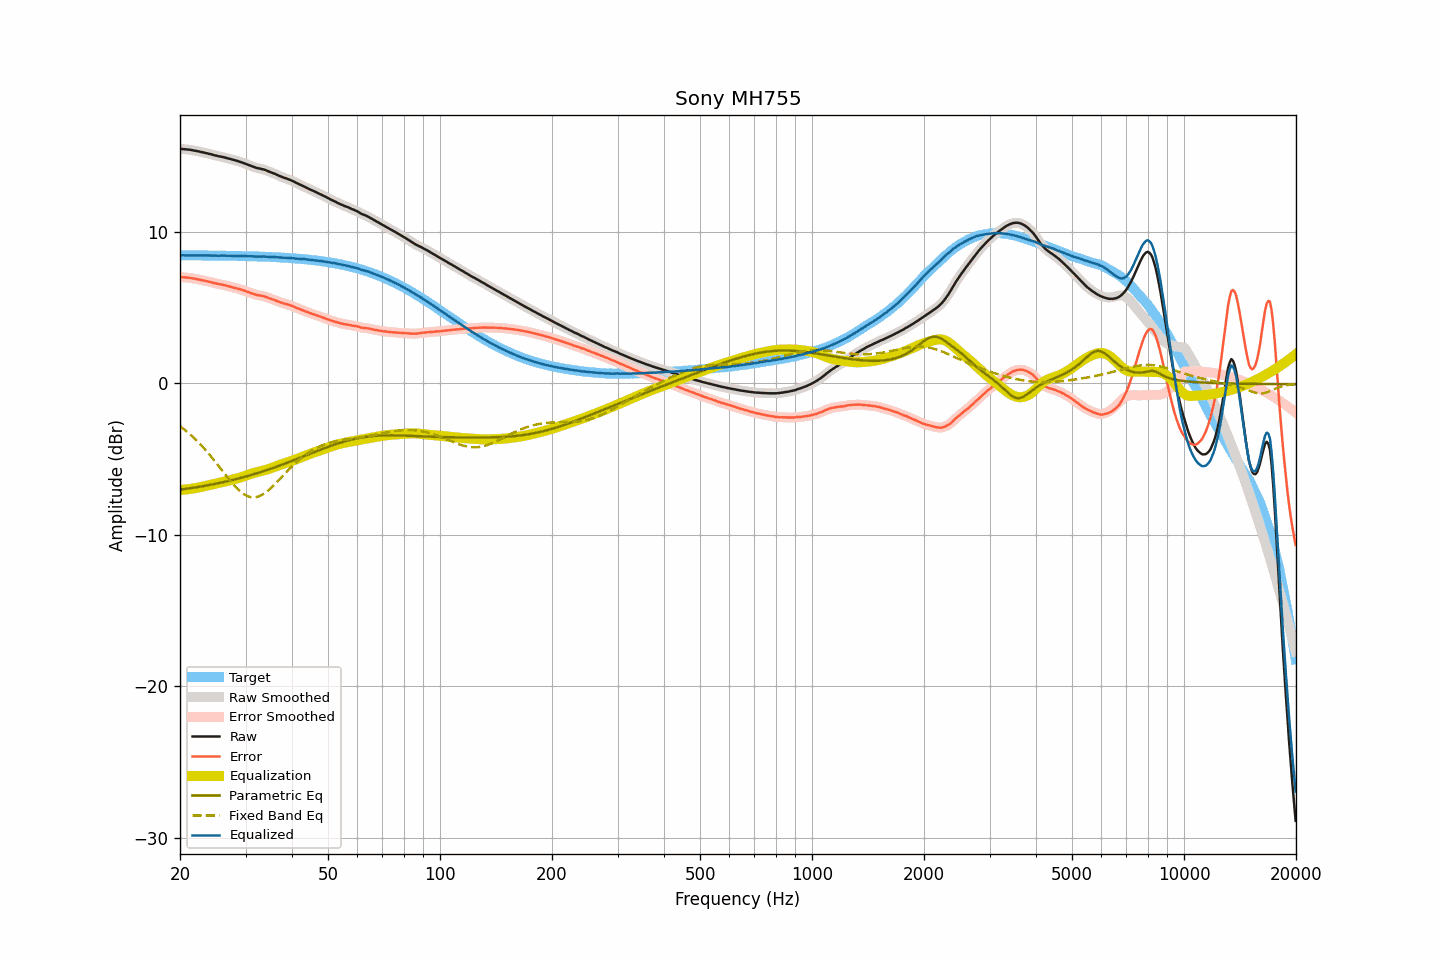 Sony MH755
Amplitude (dBr)
10
0
−10
−20
−30
Target
Raw Smoothed
Error Smoothed
Raw
Error
Equalization
Parametric Eq
Fixed Band Eq
Equalized
20 50 100 200 500 1000 2000 5000 10000 20000
Frequency (Hz)